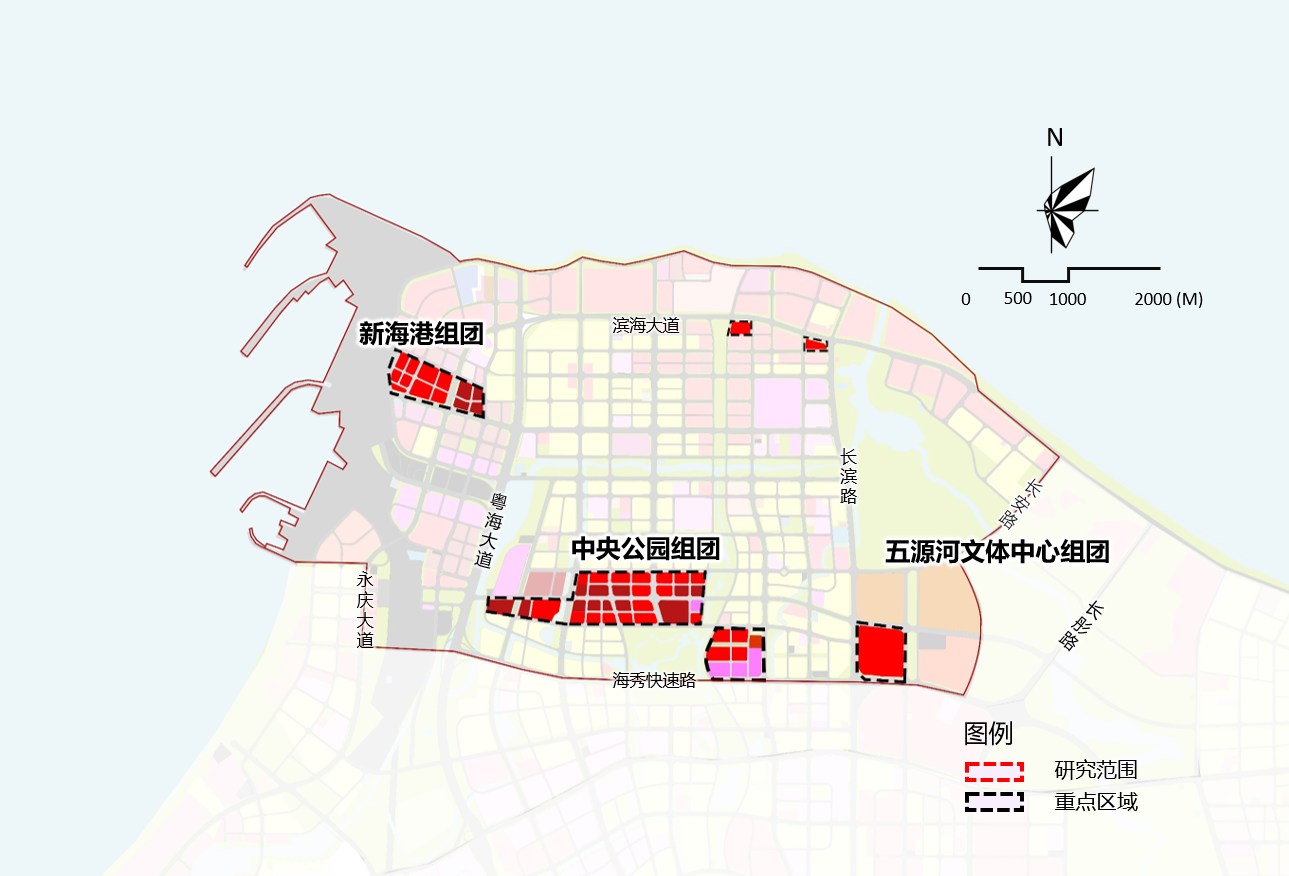 N
0 500 1000 2000 (M)
新海港组团
滨海大道
长滨路
粤海大道
长安路
中央公园组团
五源河文体中心组团
永庆大道
长彤路
海秀快速路
图例
研究范围
重点区域